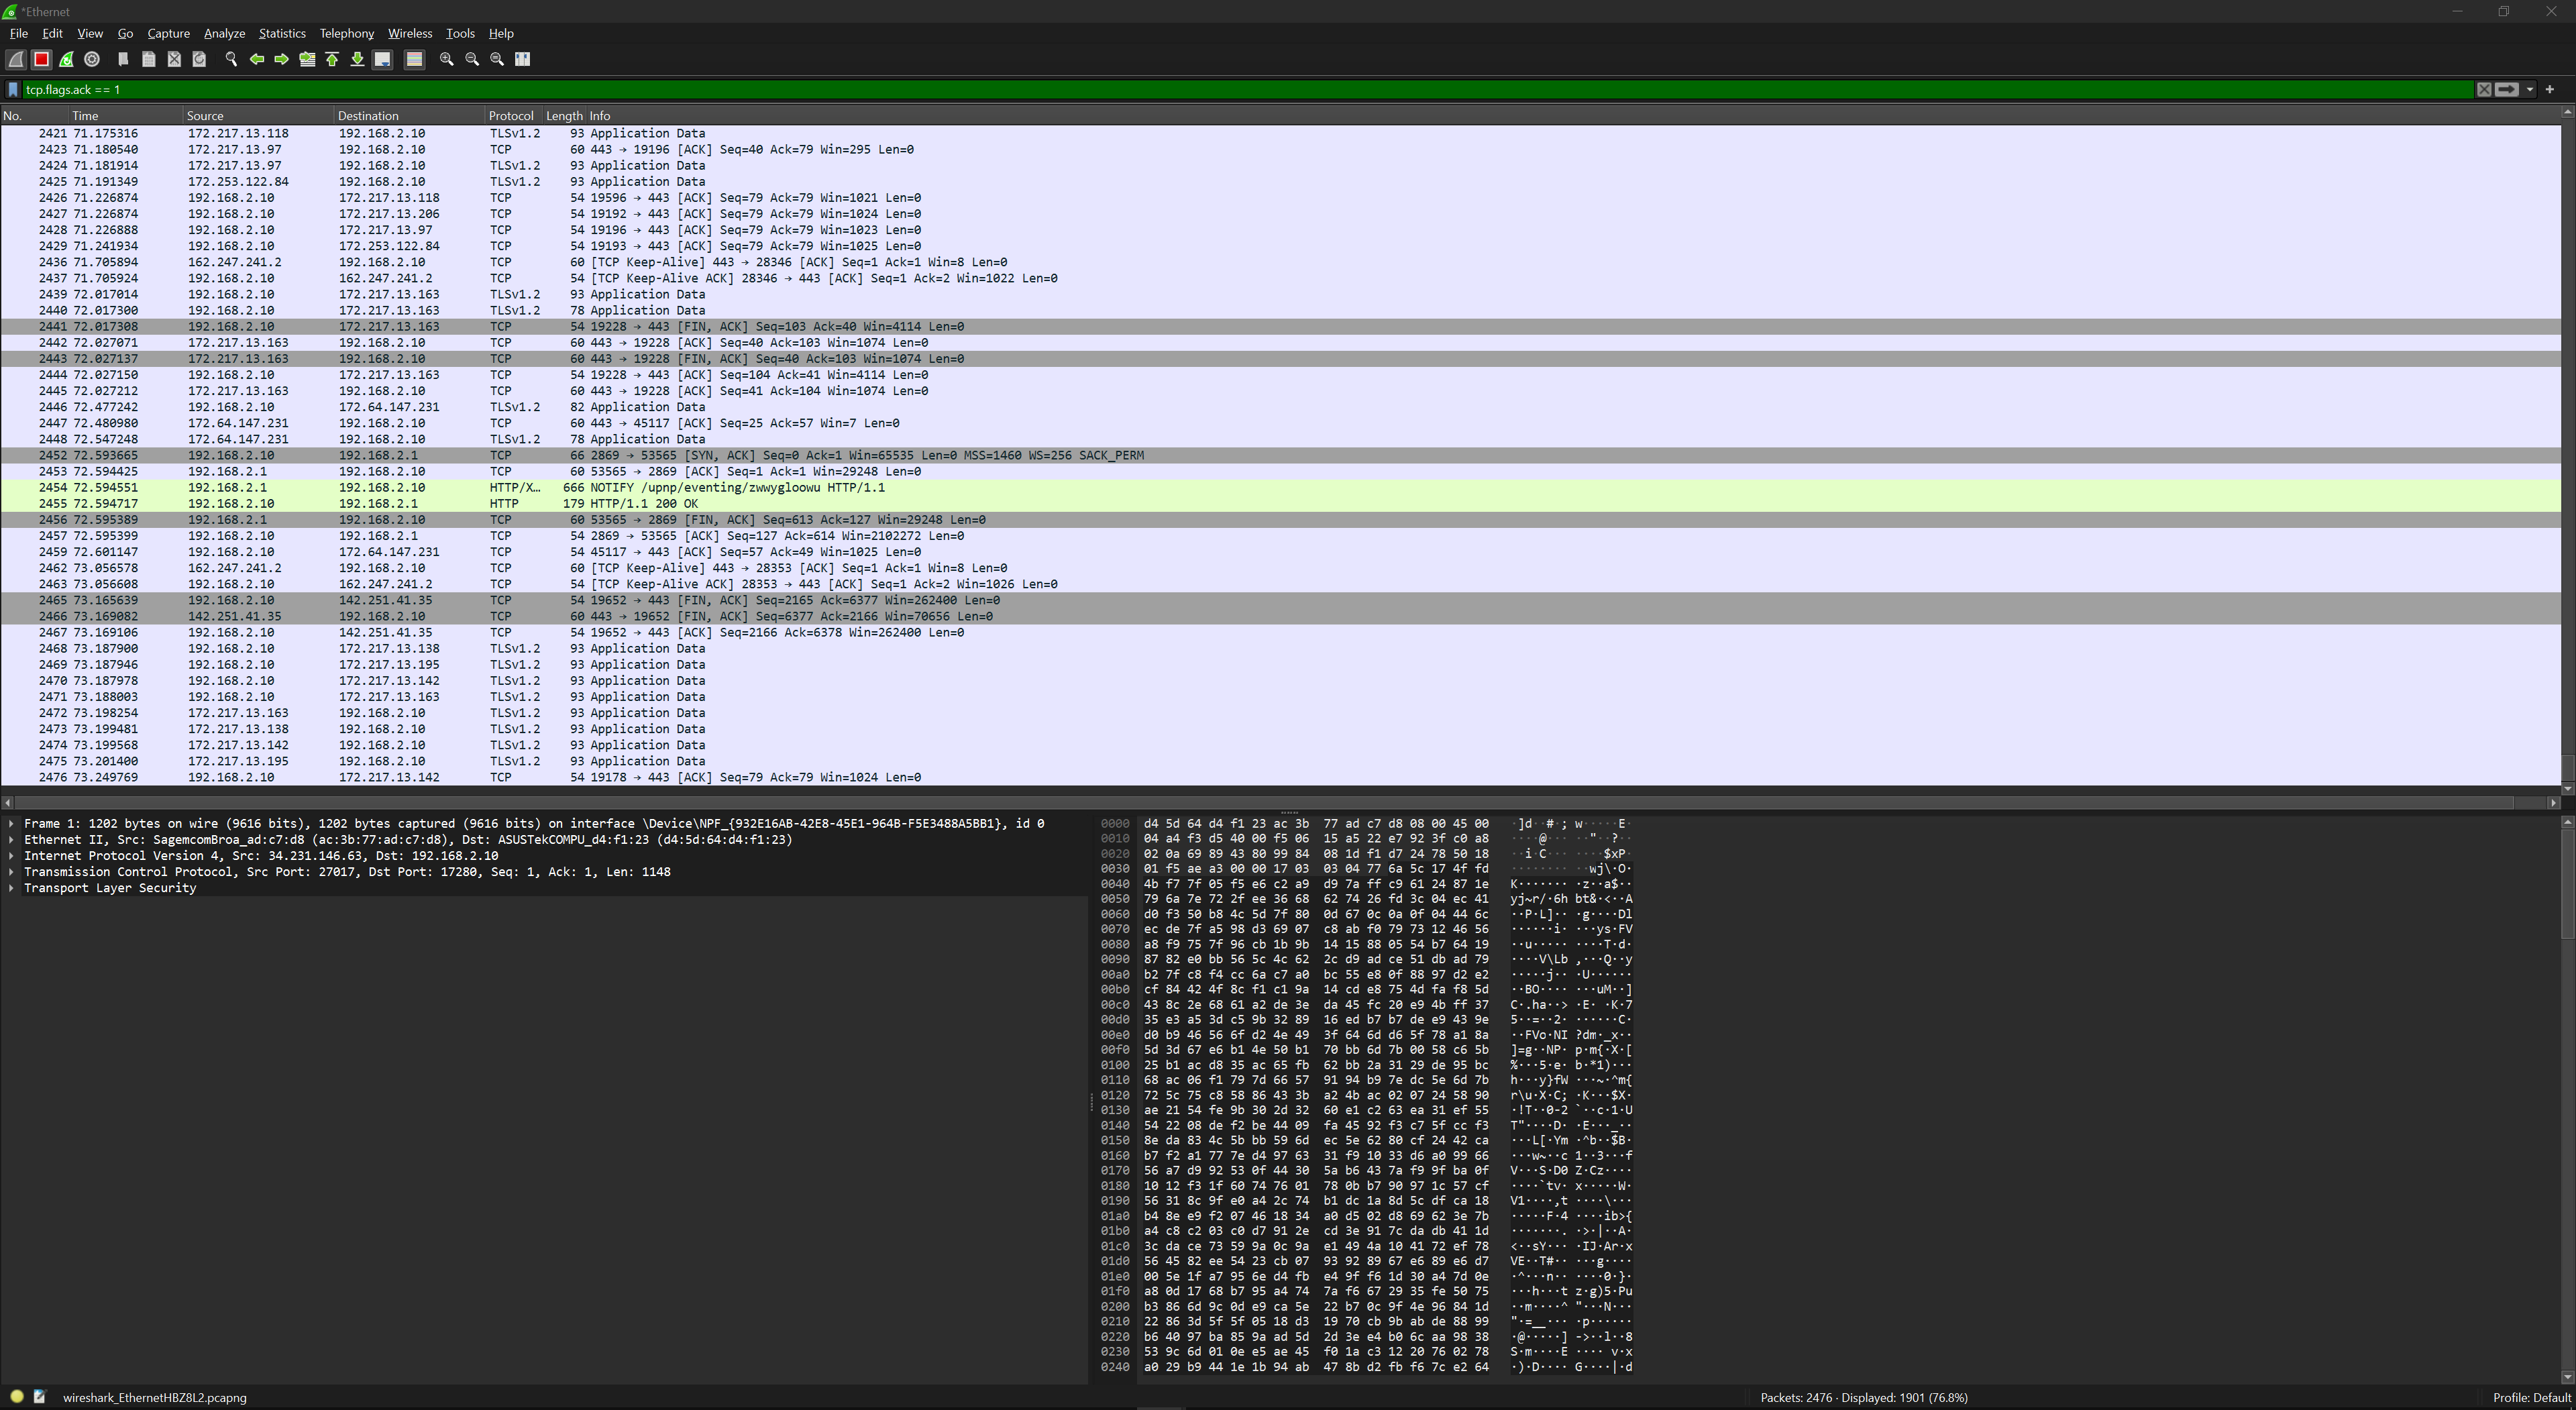 *Ethernet
File Edit View Go Capture Analyze Statistics Telephony Wireless Tools Help
tcp.flags.ack == 1
No. Time Source Destination Protocol Length Info
2421 71.175316 172.217.13.118 192.168.2.10 TLSv1.2 93 Application Data
2423 71.180540 172.217.13.97 192.168.2.10 TCP 60 443 → 19196 [ACK] Seq=40 Ack=79 Win=295 Len=0
2424 71.181914 172.217.13.97 192.168.2.10 TLSv1.2 93 Application Data
2425 71.191349 172.253.122.84 192.168.2.10 TLSv1.2 93 Application Data
2426 71.226874 192.168.2.10 172.217.13.118 TCP 54 19596 → 443 [ACK] Seq=79 Ack=79 Win=1021 Len=0
2427 71.226874 192.168.2.10 172.217.13.206 TCP 54 19192 → 443 [ACK] Seq=79 Ack=79 Win=1024 Len=0
2428 71.226888 192.168.2.10 172.217.13.97 TCP 54 19196 → 443 [ACK] Seq=79 Ack=79 Win=1023 Len=0
2429 71.241934 192.168.2.10 172.253.122.84 TCP 54 19193 → 443 [ACK] Seq=79 Ack=79 Win=1025 Len=0
2436 71.705894 162.247.241.2 192.168.2.10 TCP 60 [TCP Keep-Alive] 443 → 28346 [ACK] Seq=1 Ack=1 Win=8 Len=0
2437 71.705924 192.168.2.10 162.247.241.2 TCP 54 [TCP Keep-Alive ACK] 28346 → 443 [ACK] Seq=1 Ack=2 Win=1022 Len=0
2439 72.017014 192.168.2.10 172.217.13.163 TLSv1.2 93 Application Data
2440 72.017300 192.168.2.10 172.217.13.163 TLSv1.2 78 Application Data
2441 72.017308 192.168.2.10 172.217.13.163 TCP 54 19228 → 443 [FIN, ACK] Seq=103 Ack=40 Win=4114 Len=0
2442 72.027071 172.217.13.163 192.168.2.10 TCP 60 443 → 19228 [ACK] Seq=40 Ack=103 Win=1074 Len=0
2443 72.027137 172.217.13.163 192.168.2.10 TCP 60 443 → 19228 [FIN, ACK] Seq=40 Ack=103 Win=1074 Len=0
2444 72.027150 192.168.2.10 172.217.13.163 TCP 54 19228 → 443 [ACK] Seq=104 Ack=41 Win=4114 Len=0
2445 72.027212 172.217.13.163 192.168.2.10 TCP 60 443 → 19228 [ACK] Seq=41 Ack=104 Win=1074 Len=0
2446 72.477242 192.168.2.10 172.64.147.231 TLSv1.2 82 Application Data
2447 72.480980 172.64.147.231 192.168.2.10 TCP 60 443 → 45117 [ACK] Seq=25 Ack=57 Win=7 Len=0
2448 72.547248 172.64.147.231 192.168.2.10 TLSv1.2 78 Application Data
2452 72.593665 192.168.2.10 192.168.2.1 TCP 66 2869 → 53565 [SYN, ACK] Seq=0 Ack=1 Win=65535 Len=0 MSS=1460 WS=256 SACK_PERM
2453 72.594425 192.168.2.1 192.168.2.10 TCP 60 53565 → 2869 [ACK] Seq=1 Ack=1 Win=29248 Len=0
2454 72.594551 192.168.2.1 192.168.2.10 HTTP/X… 666 NOTIFY /upnp/eventing/zwwygloowu HTTP/1.1
2455 72.594717 192.168.2.10 192.168.2.1 HTTP 179 HTTP/1.1 200 OK
2456 72.595389 192.168.2.1 192.168.2.10 TCP 60 53565 → 2869 [FIN, ACK] Seq=613 Ack=127 Win=29248 Len=0
2457 72.595399 192.168.2.10 192.168.2.1 TCP 54 2869 → 53565 [ACK] Seq=127 Ack=614 Win=2102272 Len=0
2459 72.601147 192.168.2.10 172.64.147.231 TCP 54 45117 → 443 [ACK] Seq=57 Ack=49 Win=1025 Len=0
2462 73.056578 162.247.241.2 192.168.2.10 TCP 60 [TCP Keep-Alive] 443 → 28353 [ACK] Seq=1 Ack=1 Win=8 Len=0
2463 73.056608 192.168.2.10 162.247.241.2 TCP 54 [TCP Keep-Alive ACK] 28353 → 443 [ACK] Seq=1 Ack=2 Win=1026 Len=0
2465 73.165639 192.168.2.10 142.251.41.35 TCP 54 19652 → 443 [FIN, ACK] Seq=2165 Ack=6377 Win=262400 Len=0
2466 73.169082 142.251.41.35 192.168.2.10 TCP 60 443 → 19652 [FIN, ACK] Seq=6377 Ack=2166 Win=70656 Len=0
2467 73.169106 192.168.2.10 142.251.41.35 TCP 54 19652 → 443 [ACK] Seq=2166 Ack=6378 Win=262400 Len=0
2468 73.187900 192.168.2.10 172.217.13.138 TLSv1.2 93 Application Data
2469 73.187946 192.168.2.10 172.217.13.195 TLSv1.2 93 Application Data
2470 73.187978 192.168.2.10 172.217.13.142 TLSv1.2 93 Application Data
2471 73.188003 192.168.2.10 172.217.13.163 TLSv1.2 93 Application Data
2472 73.198254 172.217.13.163 192.168.2.10 TLSv1.2 93 Application Data
2473 73.199481 172.217.13.138 192.168.2.10 TLSv1.2 93 Application Data
2474 73.199568 172.217.13.142 192.168.2.10 TLSv1.2 93 Application Data
2475 73.201400 172.217.13.195 192.168.2.10 TLSv1.2 93 Application Data
2476 73.249769 192.168.2.10 172.217.13.142 TCP 54 19178 → 443 [ACK] Seq=79 Ack=79 Win=1024 Len=0
Frame 1: 1202 bytes on wire (9616 bits), 1202 bytes captured (9616 bits) on interface \Device\NPF_{932E16AB-42E8-45E1-964B-F5E3488A5BB1}, id 0
Ethernet II, Src: SagemcomBroa_ad:c7:d8 (ac:3b:77:ad:c7:d8), Dst: ASUSTekCOMPU_d4:f1:23 (d4:5d:64:d4:f1:23)
Internet Protocol Version 4, Src: 34.231.146.63, Dst: 192.168.2.10
Transmission Control Protocol, Src Port: 27017, Dst Port: 17280, Seq: 1, Ack: 1, Len: 1148
Transport Layer Security
0000 d4 5d 64 d4 f1 23 ac 3b 77 ad c7 d8 08 00 45 00
0010 04 a4 f3 d5 40 00 f5 06 15 a5 22 e7 92 3f c0 a8
0020 02 0a 69 89 43 80 99 84 08 1d f1 d7 24 78 50 18
0030 01 f5 ae a3 00 00 17 03 03 04 77 6a 5c 17 4f fd
0040 4b f7 7f 05 f5 e6 c2 a9 d9 7a ff c9 61 24 87 1e
0050 79 6a 7e 72 2f ee 36 68 62 74 26 fd 3c 04 ec 41
0060 d0 f3 50 b8 4c 5d 7f 80 0d 67 0c 0a 0f 04 44 6c
0070 ec de 7f a5 98 d3 69 07 c8 ab f0 79 73 12 46 56
0080 a8 f9 75 7f 96 cb 1b 9b 14 15 88 05 54 b7 64 19
0090 87 82 e0 bb 56 5c 4c 62 2c d9 ad ce 51 db ad 79
00a0 b2 7f c8 f4 cc 6a c7 a0 bc 55 e8 0f 88 97 d2 e2
00b0 cf 84 42 4f 8c f1 c1 9a 14 cd e8 75 4d fa f8 5d
00c0 43 8c 2e 68 61 a2 de 3e da 45 fc 20 e9 4b ff 37
00d0 35 e3 a5 3d c5 9b 32 89 16 ed b7 b7 de e9 43 9e
00e0 d0 b9 46 56 6f d2 4e 49 3f 64 6d d6 5f 78 a1 8a
00f0 5d 3d 67 e6 b1 4e 50 b1 70 bb 6d 7b 00 58 c6 5b
0100 25 b1 ac d8 35 ac 65 fb 62 bb 2a 31 29 de 95 bc
0110 68 ac 06 f1 79 7d 66 57 91 94 b9 7e dc 5e 6d 7b
0120 72 5c 75 c8 58 86 43 3b a2 4b ac 02 07 24 58 90
0130 ae 21 54 fe 9b 30 2d 32 60 e1 c2 63 ea 31 ef 55
0140 54 22 08 de f2 be 44 09 fa 45 92 f3 c7 5f cc f3
0150 8e da 83 4c 5b bb 59 6d ec 5e 62 80 cf 24 42 ca
0160 b7 f2 a1 77 7e d4 97 63 31 f9 10 33 d6 a0 99 66
0170 56 a7 d9 92 53 0f 44 30 5a b6 43 7a f9 9f ba 0f
0180 10 12 f3 1f 60 74 76 01 78 0b b7 90 97 1c 57 cf
0190 56 31 8c 9f e0 a4 2c 74 b1 dc 1a 8d 5c df ca 18
01a0 b4 8e e9 f2 07 46 18 34 a0 d5 02 d8 69 62 3e 7b
01b0 a4 c8 c2 03 c0 d7 91 2e cd 3e 91 7c da db 41 1d
01c0 3c da ce 73 59 9a 0c 9a e1 49 4a 10 41 72 ef 78
01d0 56 45 82 ee 54 23 cb 07 93 92 89 67 e6 89 e6 d7
01e0 00 5e 1f a7 95 6e d4 fb e4 9f f6 1d 30 a4 7d 0e
01f0 a8 0d 17 68 b7 95 a4 74 7a f6 67 29 35 fe 50 75
0200 b3 86 6d 9c 0d e9 ca 5e 22 b7 0c 9f 4e 96 84 1d
0210 22 86 3d 5f 5f 05 18 d3 19 70 cb 9b ab de 88 99
0220 b6 40 97 ba 85 9a ad 5d 2d 3e e4 b0 6c aa 98 38
0230 53 9c 6d 01 0e e5 ae 45 f0 1a c3 12 20 76 02 78
0240 a0 29 b9 44 1e 1b 94 ab 47 8b d2 fb f6 7c e2 64
wireshark_EthernetHBZ8L2.pcapng
Packets: 2476 · Displayed: 1901 (76.8%)
Profile: Default